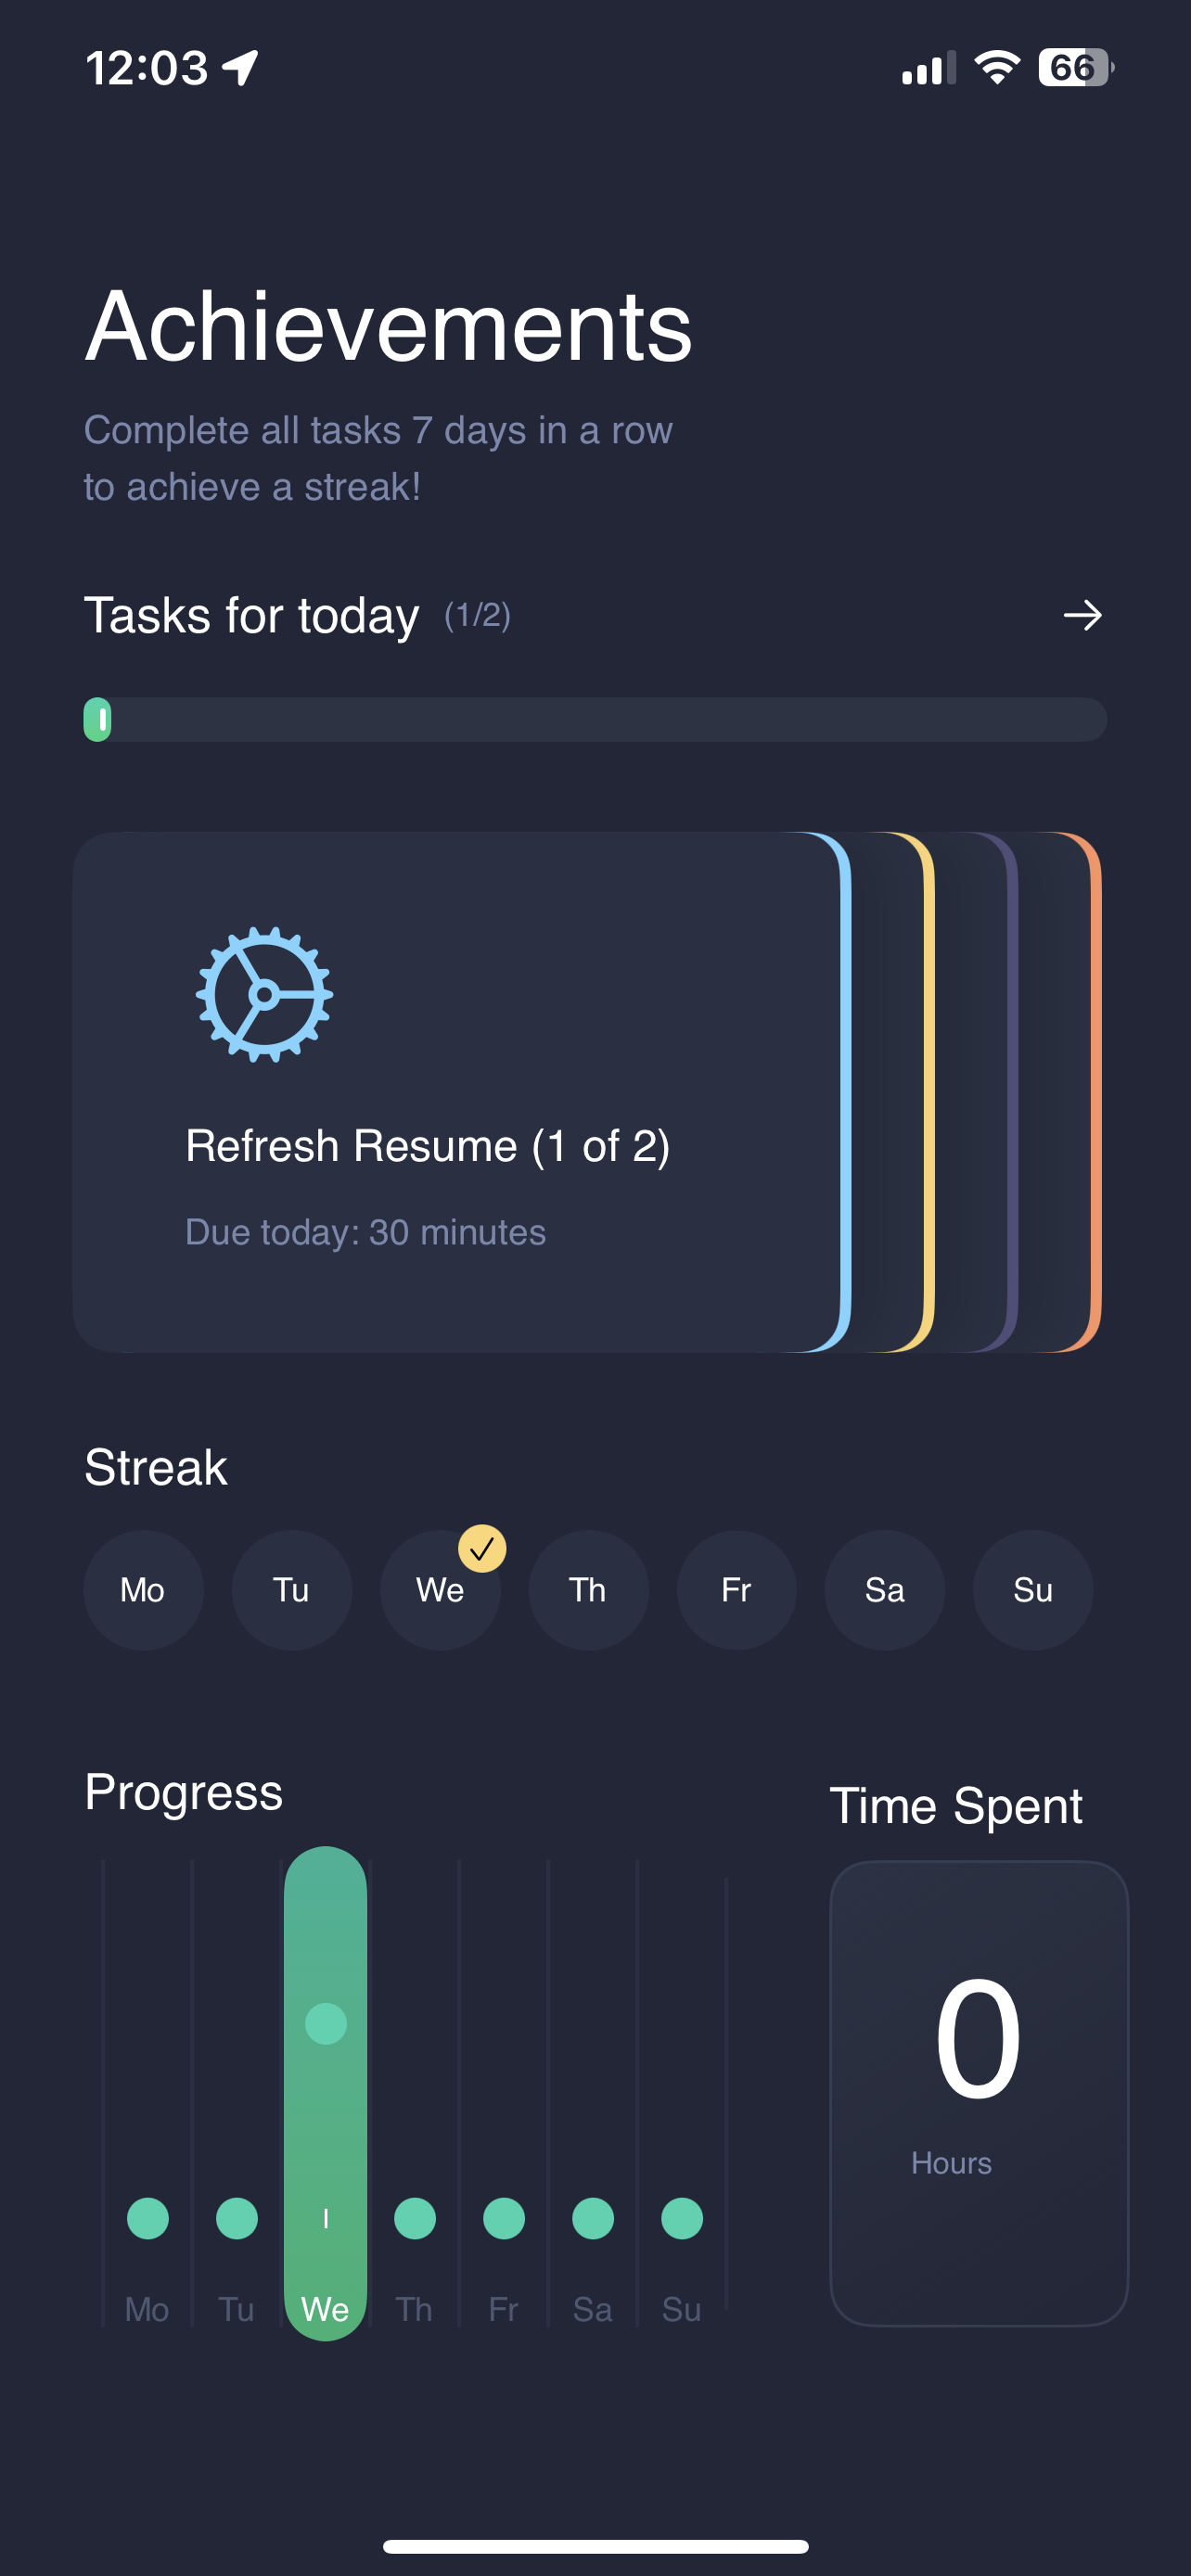 12:03
66
Achievements
Complete all tasks 7 days in a row
to achieve a streak!
Tasks for today (1/2)
Refresh Resume (1 of 2)
Due today: 30 minutes
Streak
Mo Tu We Th Fr Sa Su
Progress
Time Spent
0
Hours
Mo Tu We Th Fr Sa Su